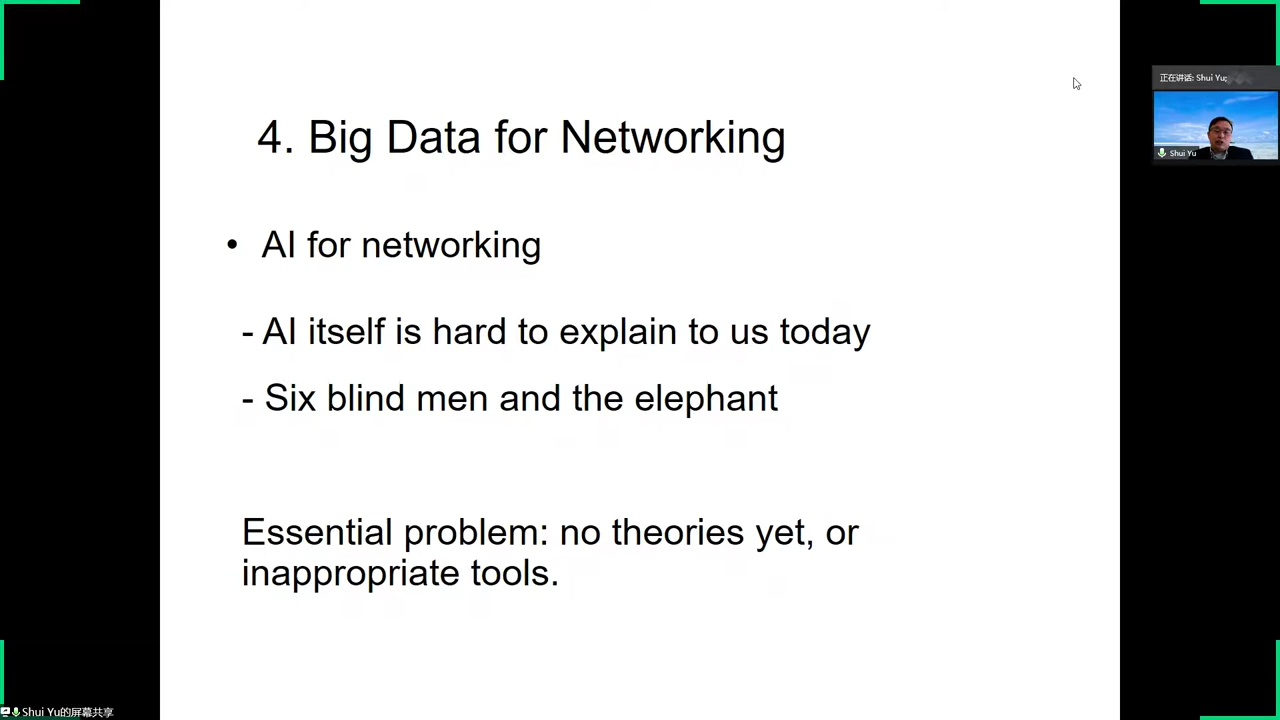 4. Big Data for Networking
• AI for networking
- AI itself is hard to explain to us today
- Six blind men and the elephant
Essential problem: no theories yet, or
inappropriate tools.
正在讲话: Shui Yu;
Shui Yu
Shui Yu的屏幕共享